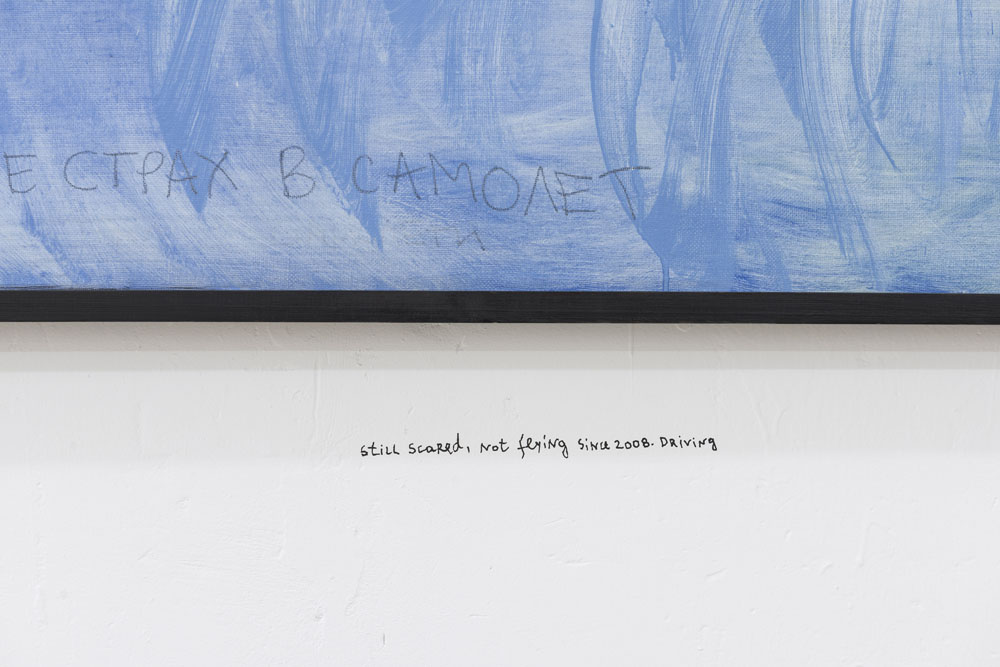 Е СТРАХ В САМОЛЕТ
still scared, not flying since 2008. Driving